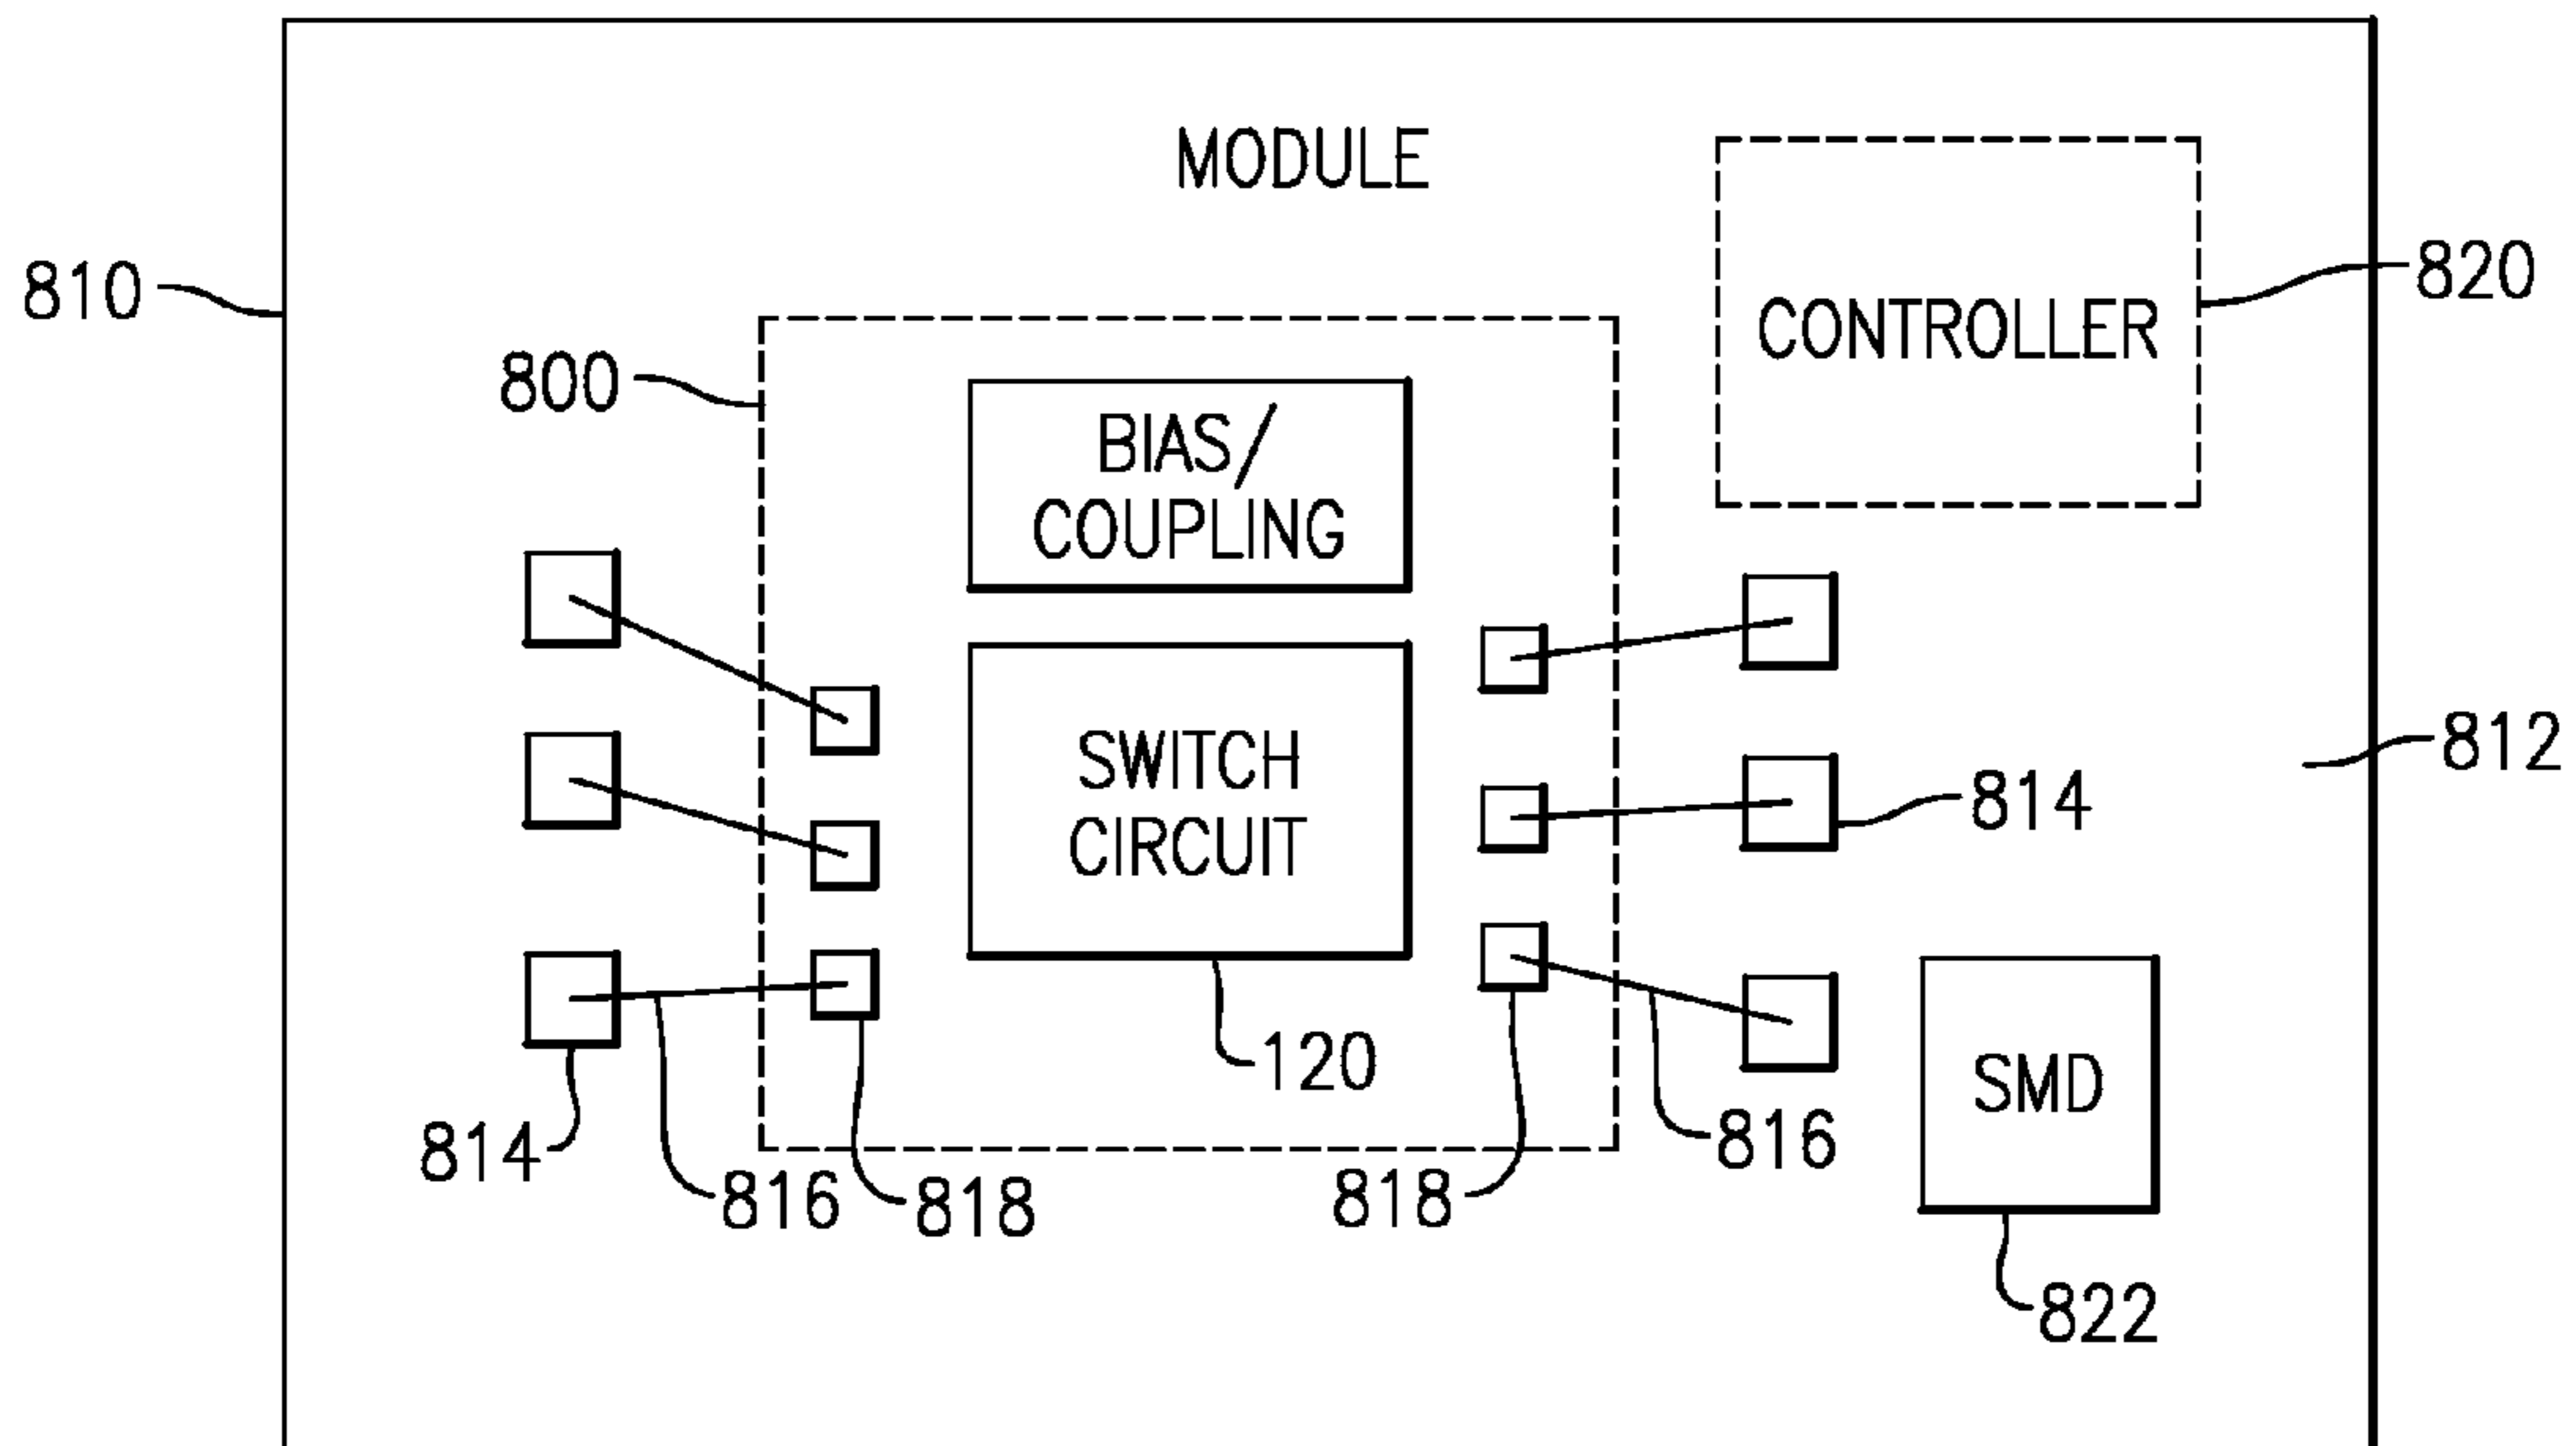 MODULE
810
820
CONTROLLER
800
BIAS/
COUPLING
812
SWITCH
CIRCUIT
814
120
SMD
814
816
818
818
816
822